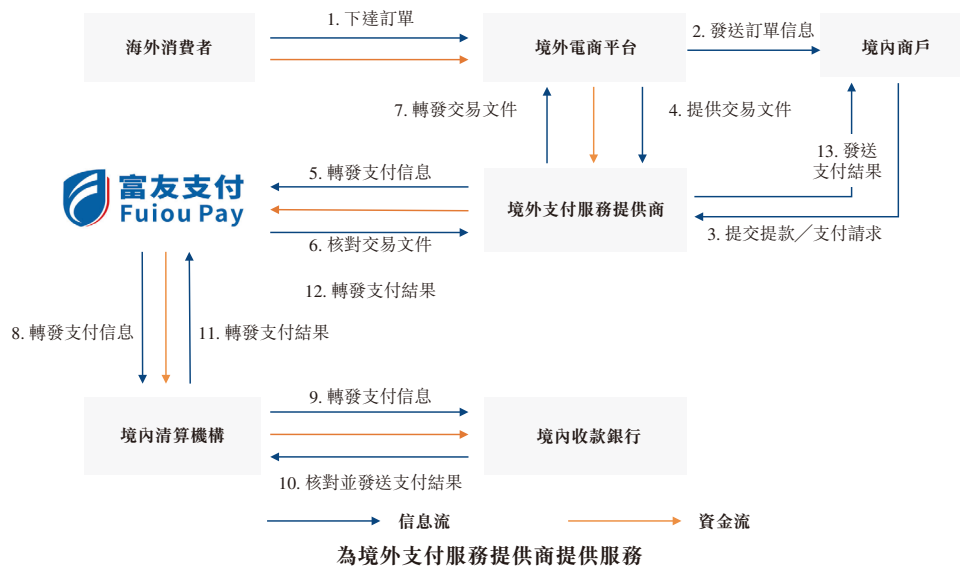 1. 下達訂單
海外消費者
境外電商平台
2. 發送訂單信息
境內商戶
7. 轉發交易文件
4. 提供交易文件
13. 發送
支付結果
富友支付
Fuiou Pay
5. 轉發支付信息
境外支付服務提供商
3. 提交提款／支付請求
6. 核對交易文件
12. 轉發支付結果
8. 轉發支付信息
11. 轉發支付結果
境內清算機構
9. 轉發支付信息
境內收款銀行
10. 核對並發送支付結果
信息流
資金流
為境外支付服務提供商提供服務